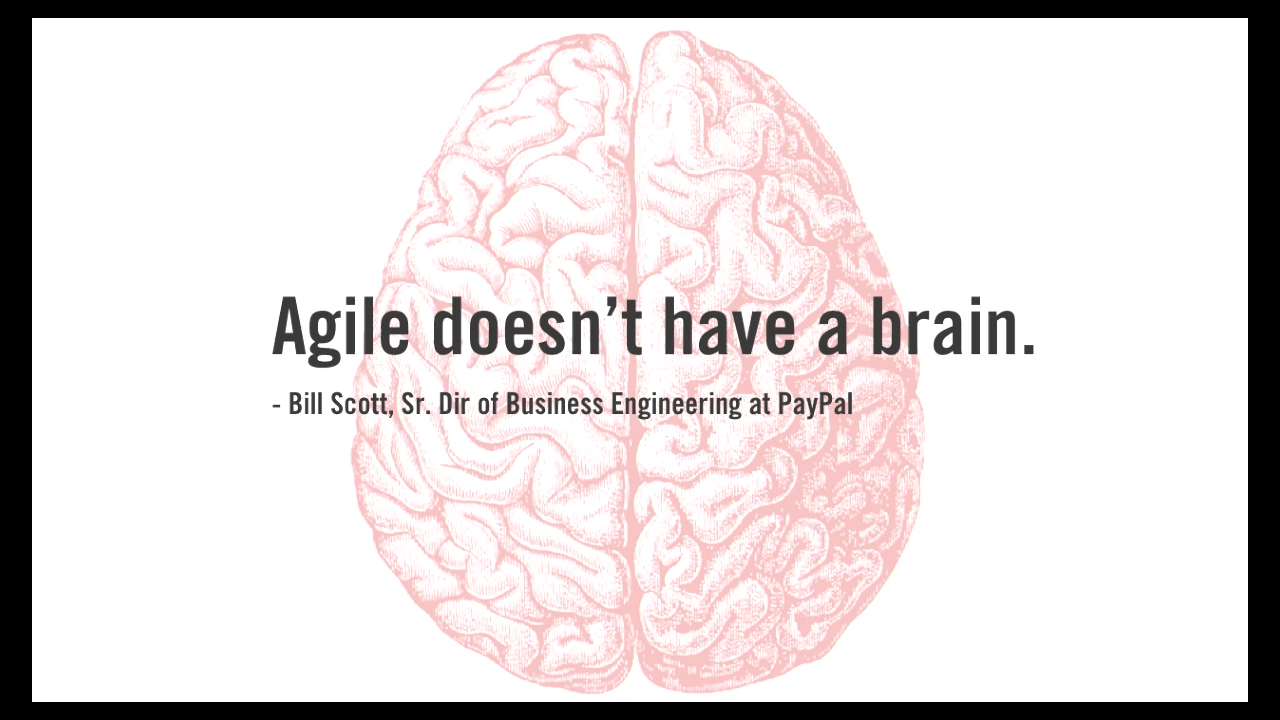 Agile doesn’t have a brain.
- Bill Scott, Sr. Dir of Business Engineering at PayPal